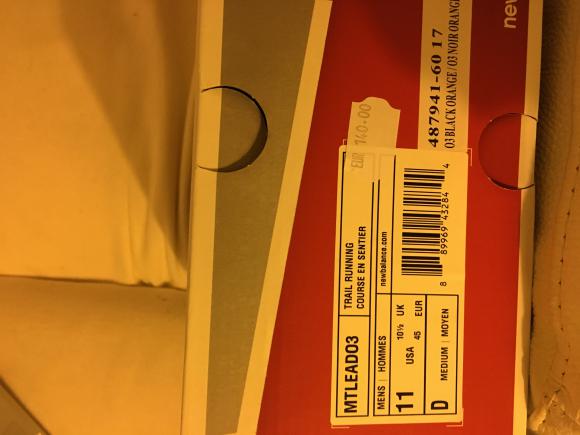 new
487941-60 17
03 BLACK ORANGE / 03 NOIR ORANGE
EUR 140.00
MTLEADO3
TRAIL RUNNING
COURSE EN SENTIER
MENS | HOMMES
newbalance.com
11
USA
10½ UK
45 EUR
D
MEDIUM | MOYEN
8 89969 43284 4